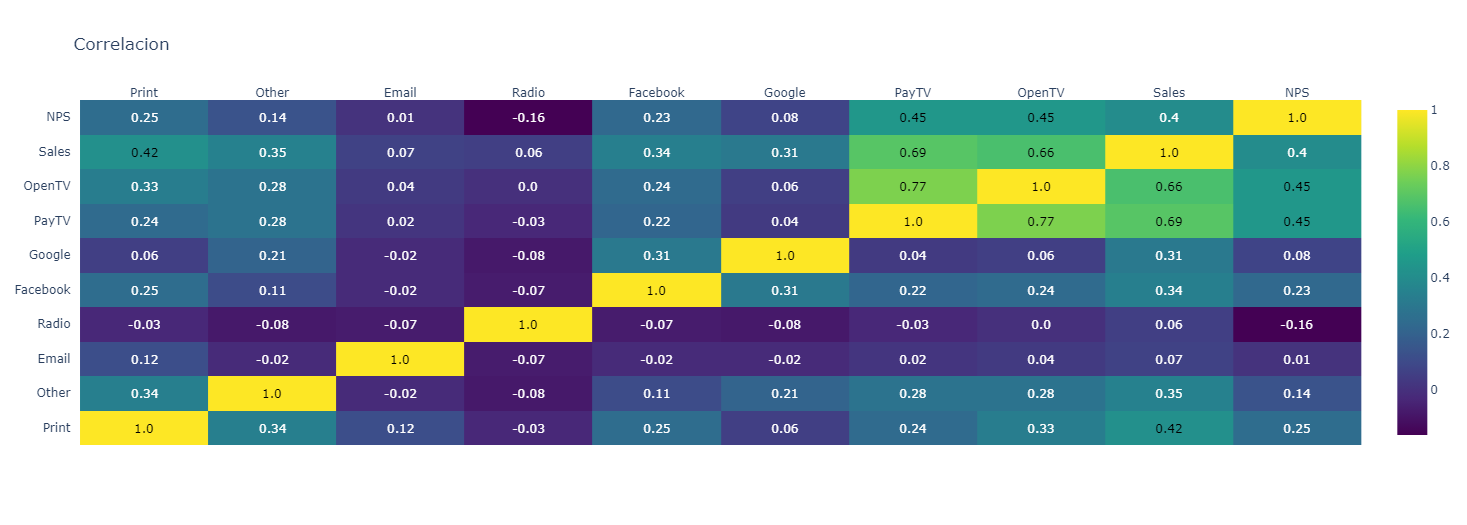 Correlacion
Print Other Email Radio Facebook Google PayTV OpenTV Sales NPS
NPS 0.25 0.14 0.01 -0.16 0.23 0.08 0.45 0.45 0.4 1.0
Sales 0.42 0.35 0.07 0.06 0.34 0.31 0.69 0.66 1.0 0.4
OpenTV 0.33 0.28 0.04 0.0 0.24 0.06 0.77 1.0 0.66 0.45
PayTV 0.24 0.28 0.02 -0.03 0.22 0.04 1.0 0.77 0.69 0.45
Google 0.06 0.21 -0.02 -0.08 0.31 1.0 0.04 0.06 0.31 0.08
Facebook 0.25 0.11 -0.02 -0.07 1.0 0.31 0.22 0.24 0.34 0.23
Radio -0.03 -0.08 -0.07 1.0 -0.07 -0.08 -0.03 0.0 0.06 -0.16
Email 0.12 -0.02 1.0 -0.07 -0.02 -0.02 0.02 0.04 0.07 0.01
Other 0.34 1.0 -0.02 -0.08 0.11 0.21 0.28 0.28 0.35 0.14
Print 1.0 0.34 0.12 -0.03 0.25 0.06 0.24 0.33 0.42 0.25
1
0.8
0.6
0.4
0.2
0